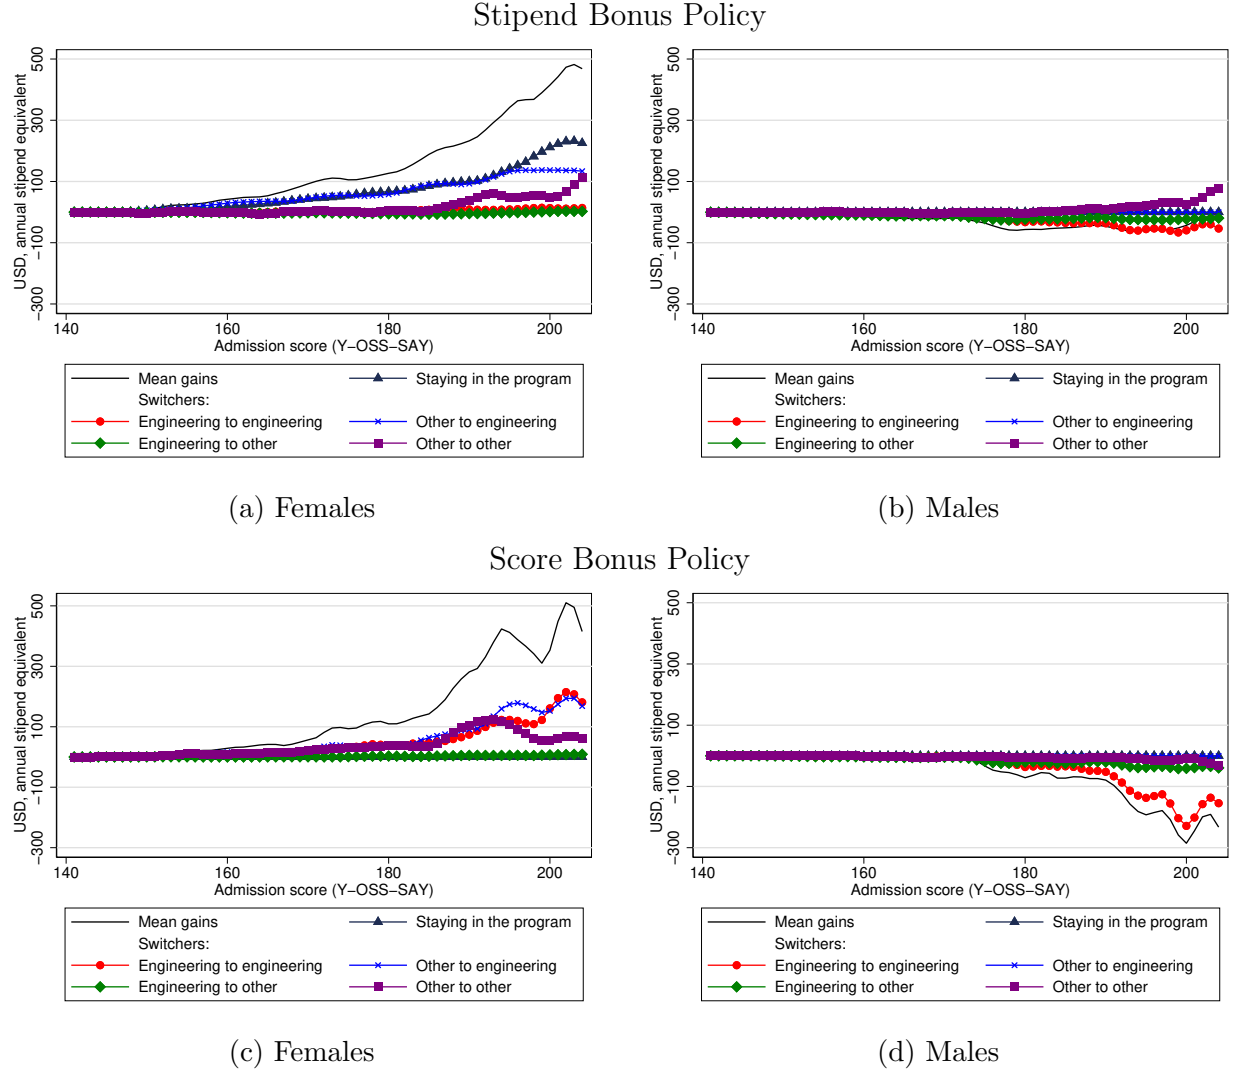 Stipend Bonus Policy
USD, annual stipend equivalent
500
300
100
−100
−300
140
160
180
200
Admission score (Y−OSS−SAY)
Mean gains
Staying in the program
Switchers:
Engineering to engineering
Other to engineering
Engineering to other
Other to other
(a) Females
USD, annual stipend equivalent
500
300
100
−100
−300
140
160
180
200
Admission score (Y−OSS−SAY)
Mean gains
Staying in the program
Switchers:
Engineering to engineering
Other to engineering
Engineering to other
Other to other
(b) Males
Score Bonus Policy
USD, annual stipend equivalent
500
300
100
−100
−300
140
160
180
200
Admission score (Y−OSS−SAY)
Mean gains
Staying in the program
Switchers:
Engineering to engineering
Other to engineering
Engineering to other
Other to other
(c) Females
USD, annual stipend equivalent
500
300
100
−100
−300
140
160
180
200
Admission score (Y−OSS−SAY)
Mean gains
Staying in the program
Switchers:
Engineering to engineering
Other to engineering
Engineering to other
Other to other
(d) Males